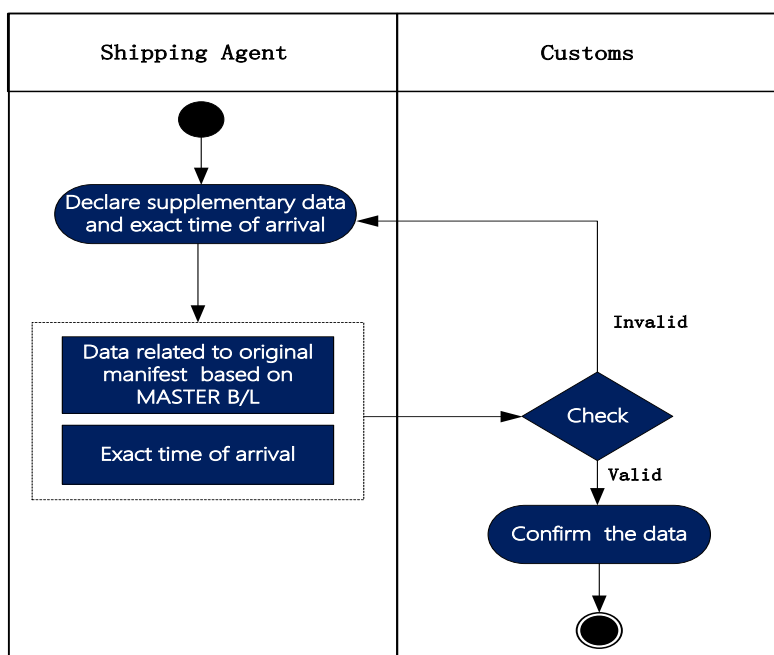 Shipping Agent
Customs
Declare supplementary data
and exact time of arrival
Data related to original
manifest based on
MASTER B/L
Exact time of arrival
Invalid
Check
Valid
Confirm the data